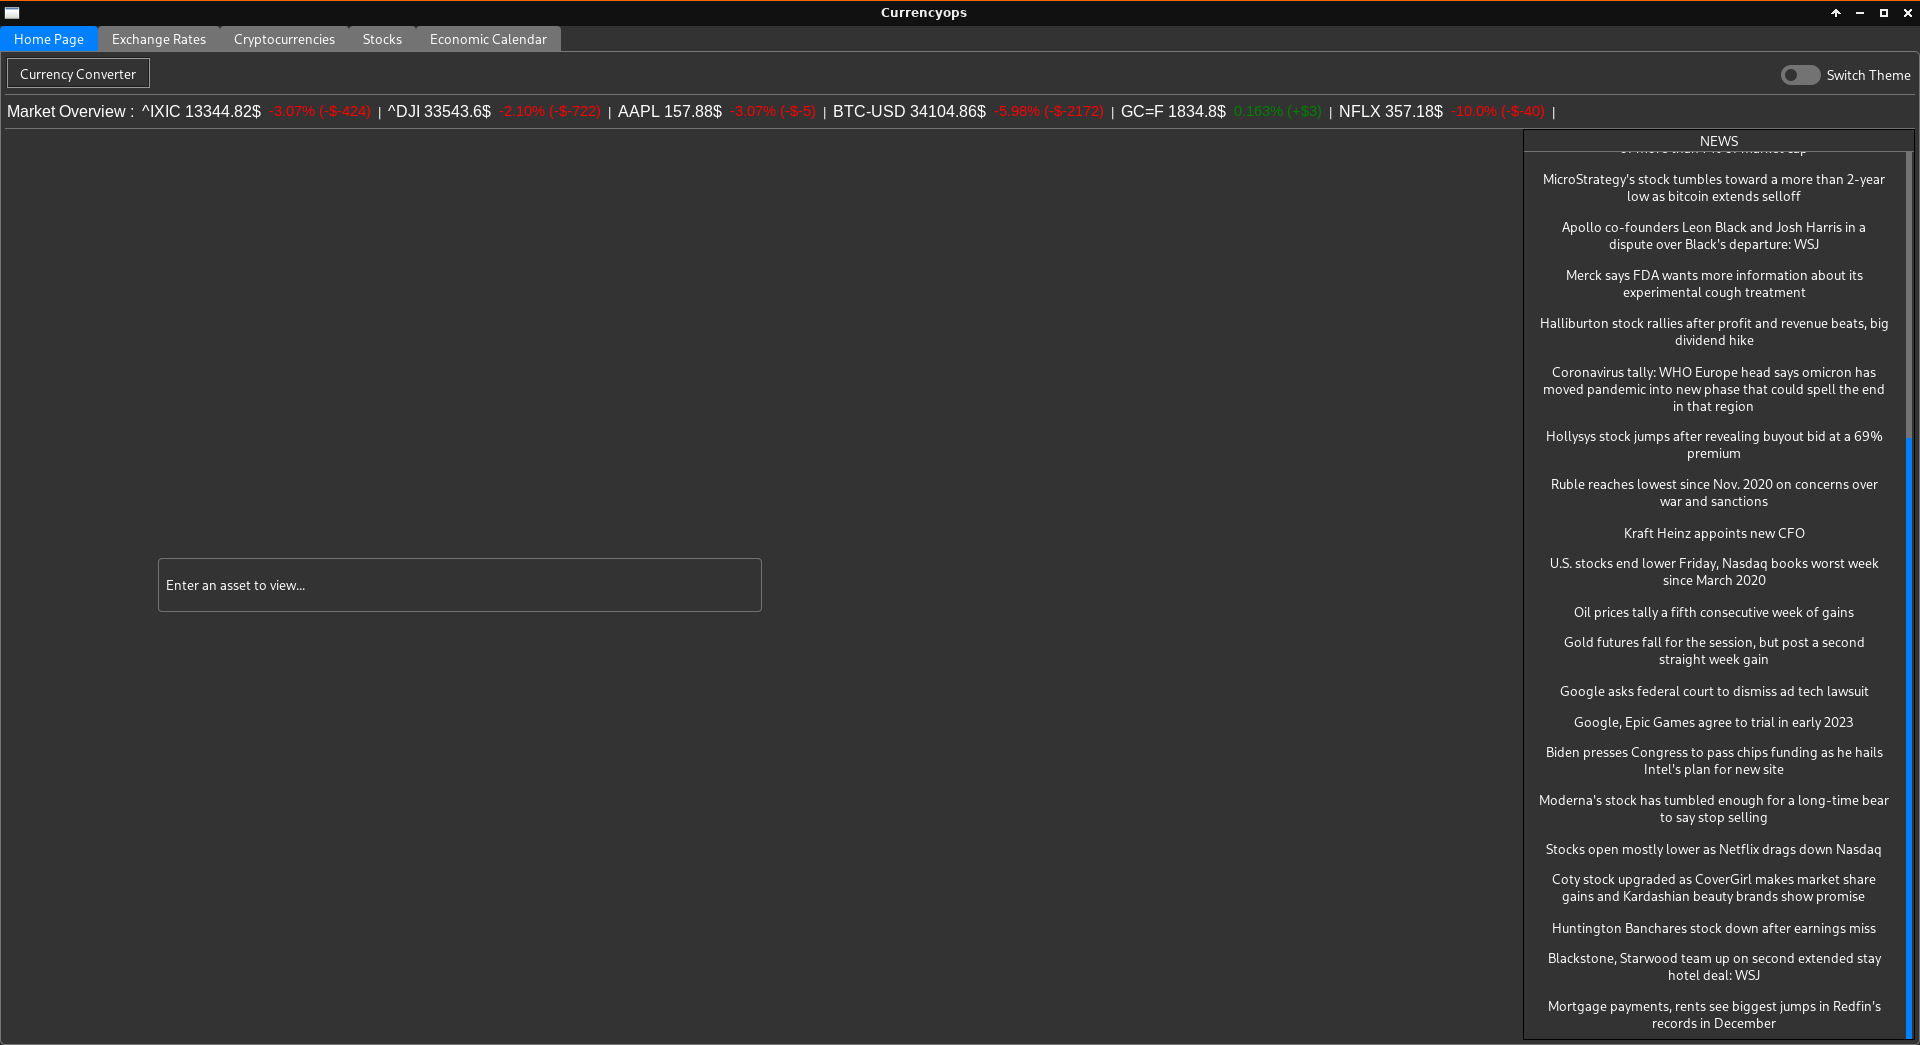 Currencyops
Home Page
Exchange Rates
Cryptocurrencies
Stocks
Economic Calendar
Currency Converter
Switch Theme
Market Overview : ^IXIC 13344.82$ -3.07% (-$-424) | ^DJI 33543.6$ -2.10% (-$-722) | AAPL 157.88$ -3.07% (-$-5) | BTC-USD 34104.86$ -5.98% (-$-2172) | GC=F 1834.8$ 0.163% (+$3) | NFLX 357.18$ -10.0% (-$-40) |
Enter an asset to view...
NEWS
MicroStrategy's stock tumbles toward a more than 2-year
low as bitcoin extends selloff
Apollo co-founders Leon Black and Josh Harris in a
dispute over Black's departure: WSJ
Merck says FDA wants more information about its
experimental cough treatment
Halliburton stock rallies after profit and revenue beats, big
dividend hike
Coronavirus tally: WHO Europe head says omicron has
moved pandemic into new phase that could spell the end
in that region
Hollysys stock jumps after revealing buyout bid at a 69%
premium
Ruble reaches lowest since Nov. 2020 on concerns over
war and sanctions
Kraft Heinz appoints new CFO
U.S. stocks end lower Friday, Nasdaq books worst week
since March 2020
Oil prices tally a fifth consecutive week of gains
Gold futures fall for the session, but post a second
straight week gain
Google asks federal court to dismiss ad tech lawsuit
Google, Epic Games agree to trial in early 2023
Biden presses Congress to pass chips funding as he hails
Intel's plan for new site
Moderna's stock has tumbled enough for a long-time bear
to say stop selling
Stocks open mostly lower as Netflix drags down Nasdaq
Coty stock upgraded as CoverGirl makes market share
gains and Kardashian beauty brands show promise
Huntington Banchares stock down after earnings miss
Blackstone, Starwood team up on second extended stay
hotel deal: WSJ
Mortgage payments, rents see biggest jumps in Redfin's
records in December